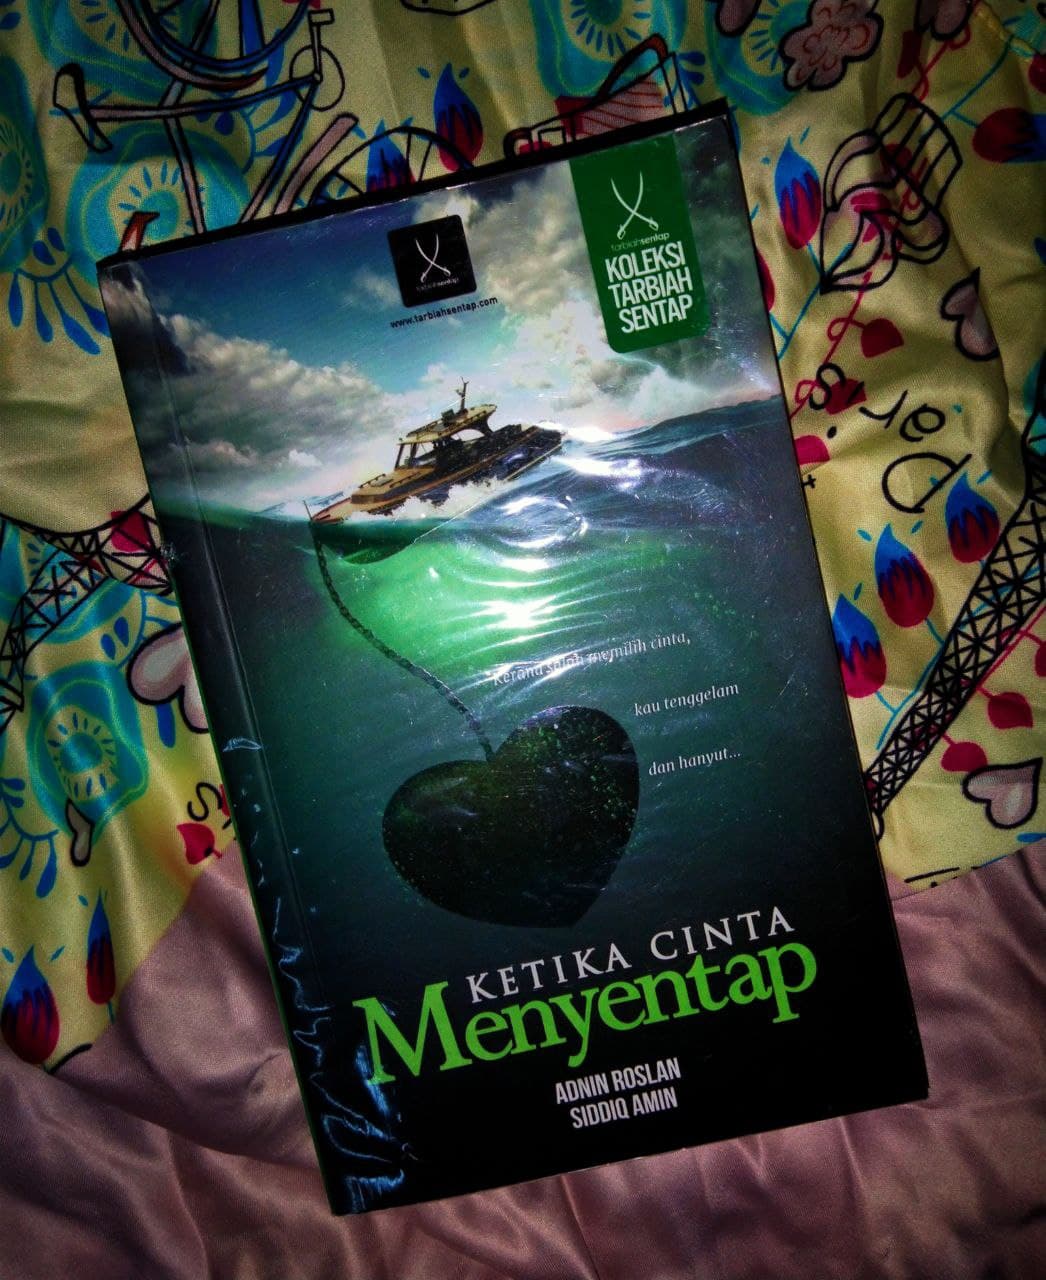 tarbiahsentap
www.tarbiahsentap.com
tarbiahsentap
KOLEKSI
TARBIAH
SENTAP
Kerana salah memilih cinta,
kau tenggelam
dan hanyut...
KETIKA CINTA
Menyentap
ADNIN ROSLAN
SIDDIQ AMIN